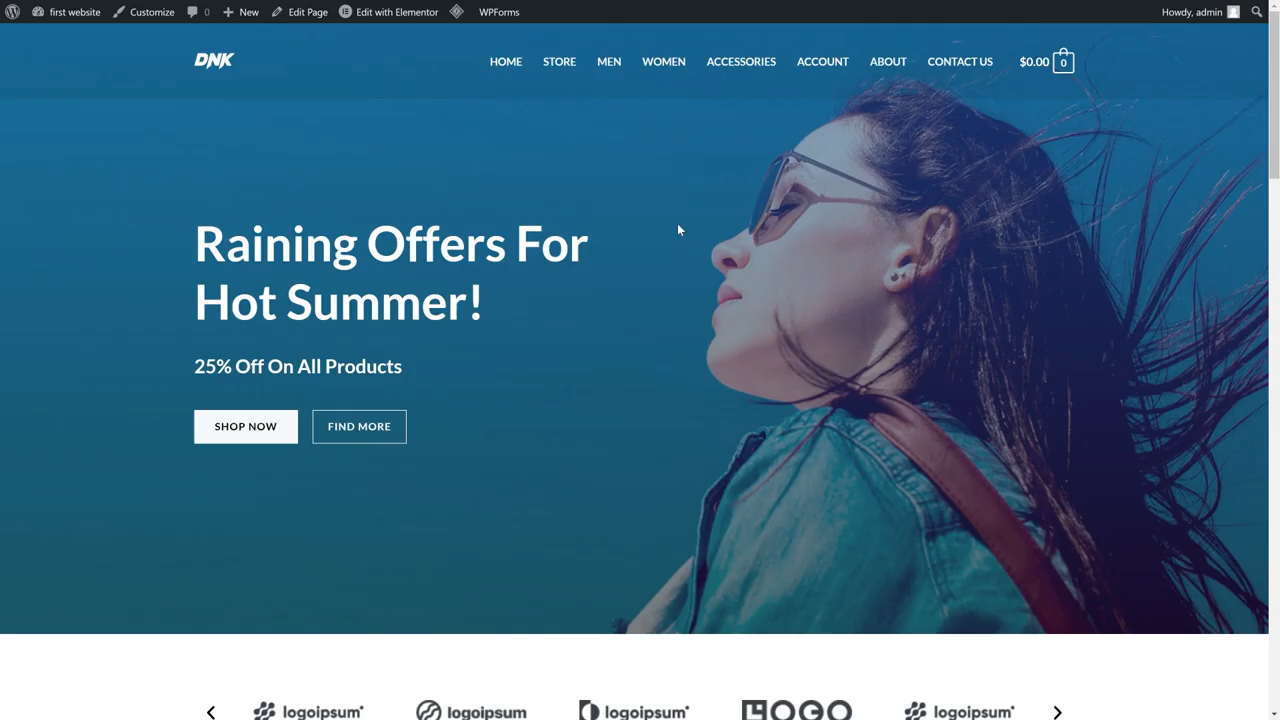 first website Customize 0 New Edit Page Edit with Elementor WPForms Howdy, admin
DNK HOME STORE MEN WOMEN ACCESSORIES ACCOUNT ABOUT CONTACT US $0.00 0
Raining Offers For
Hot Summer!
25% Off On All Products
SHOP NOW FIND MORE
logoipsum logoipsum logoipsum LOGO logoipsum